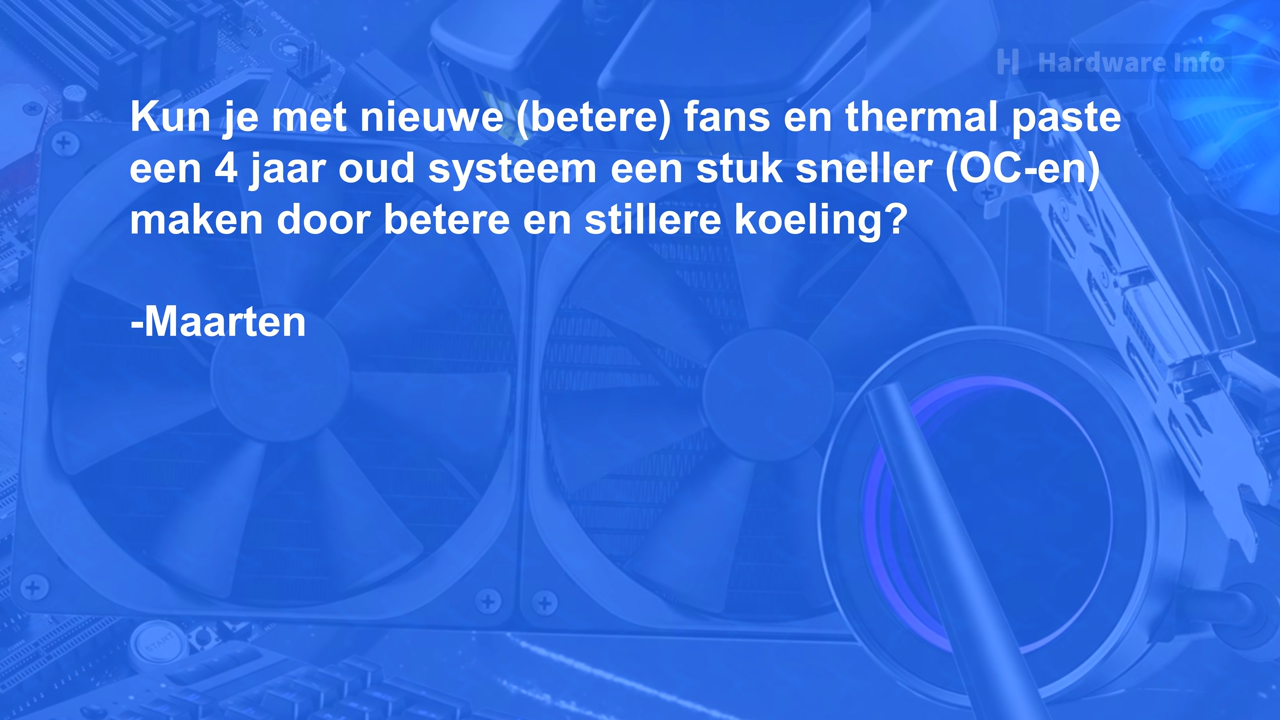 Hardware Info
Kun je met nieuwe (betere) fans en thermal paste
een 4 jaar oud systeem een stuk sneller (OC-en)
maken door betere en stillere koeling?
-Maarten
START